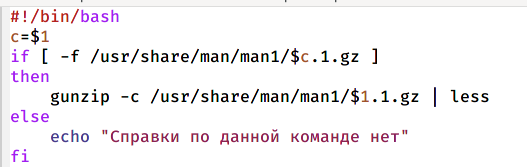 #!/bin/bash
c=$1
if [ -f /usr/share/man/man1/$c.1.gz ]
then
    gunzip -c /usr/share/man/man1/$1.1.gz | less
else
    echo "Справки по данной команде нет"
fi